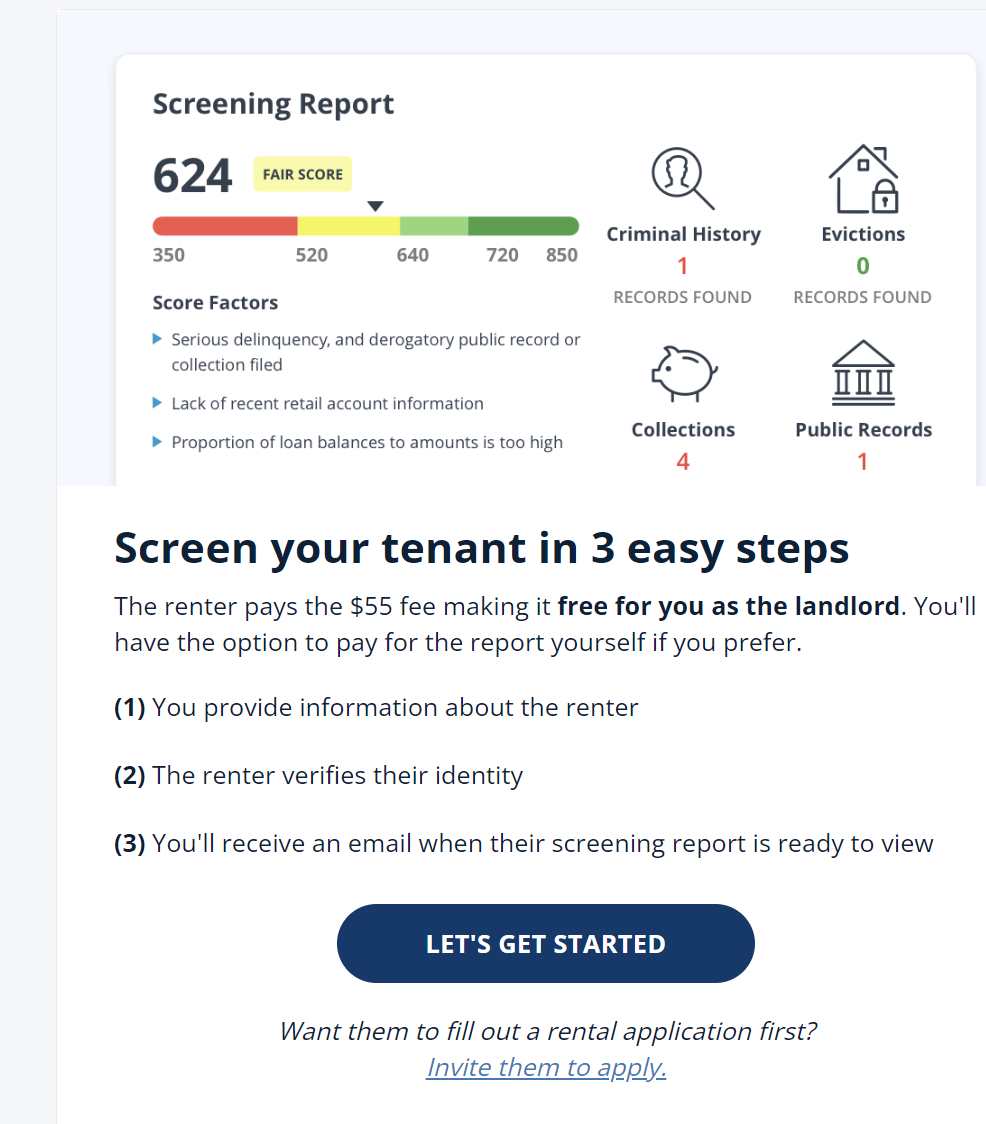 Screening Report
624 FAIR SCORE
350 520 640 720 850
Score Factors
Serious delinquency, and derogatory public record or
collection filed
Lack of recent retail account information
Proportion of loan balances to amounts is too high
Criminal History
1
RECORDS FOUND
Evictions
0
RECORDS FOUND
Collections
4
Public Records
1
Screen your tenant in 3 easy steps
The renter pays the $55 fee making it free for you as the landlord. You'll
have the option to pay for the report yourself if you prefer.
(1) You provide information about the renter
(2) The renter verifies their identity
(3) You'll receive an email when their screening report is ready to view
LET'S GET STARTED
Want them to fill out a rental application first?
Invite them to apply.